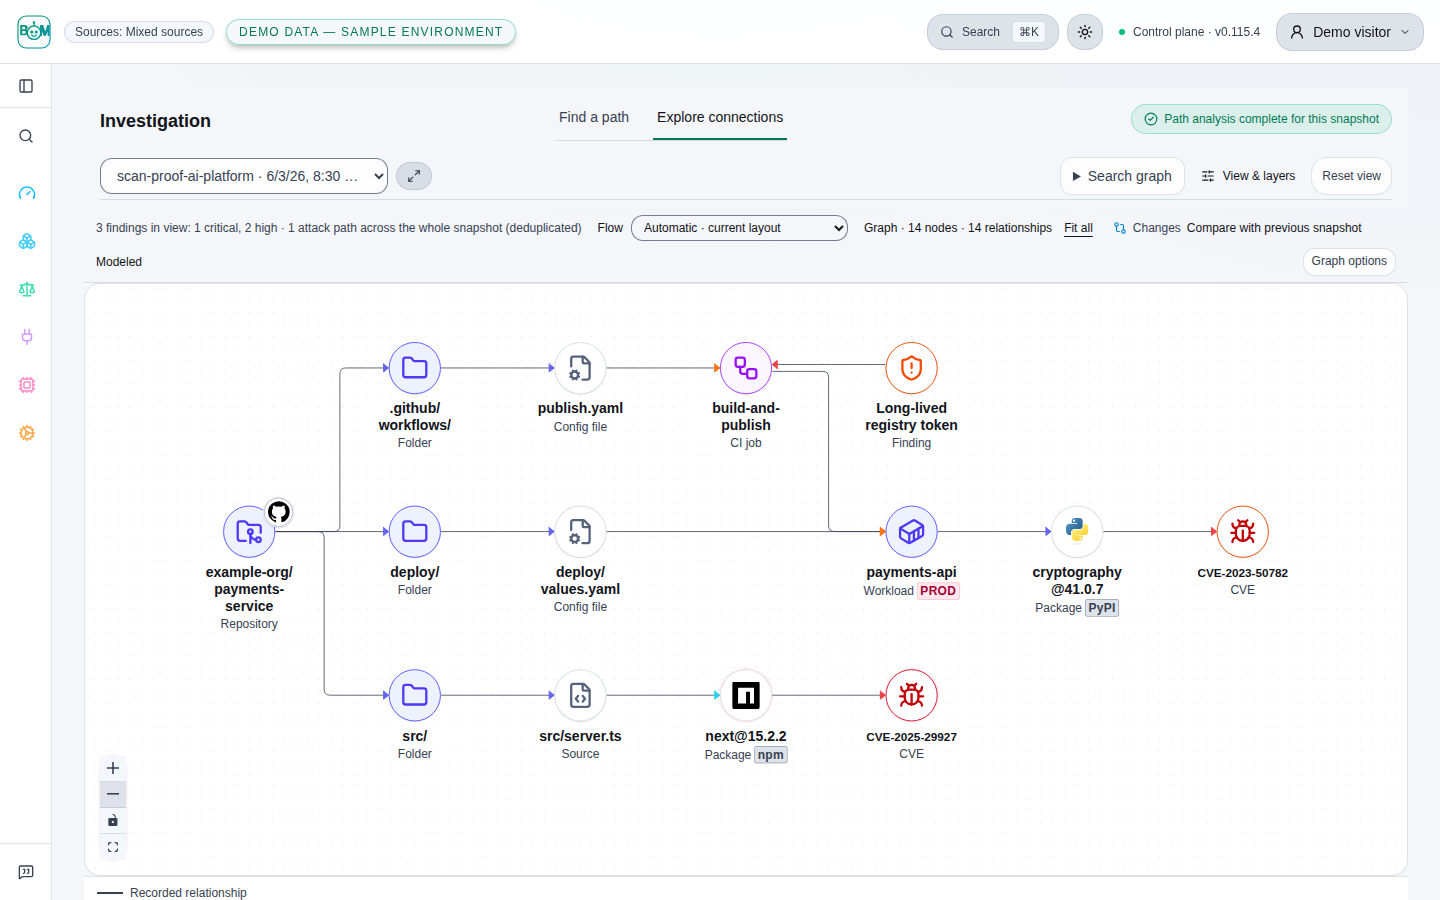 BOM
Sources: Mixed sources
DEMO DATA — SAMPLE ENVIRONMENT
Search ⌘K
Control plane · v0.115.4
Demo visitor
Investigation
Find a path
Explore connections
Path analysis complete for this snapshot
scan-proof-ai-platform · 6/3/26, 8:30 …
Search graph
View & layers
Reset view
3 findings in view: 1 critical, 2 high · 1 attack path across the whole snapshot (deduplicated)
Flow
Automatic · current layout
Graph · 14 nodes · 14 relationships
Fit all
Changes
Compare with previous snapshot
Modeled
Graph options
.github/
workflows/
Folder
publish.yaml
Config file
build-and-
publish
CI job
Long-lived
registry token
Finding
example-org/
payments-
service
Repository
deploy/
Folder
deploy/
values.yaml
Config file
payments-api
Workload PROD
cryptography
@41.0.7
Package PyPI
CVE-2023-50782
CVE
src/
Folder
src/server.ts
Source
next@15.2.2
Package npm
CVE-2025-29927
CVE
Recorded relationship